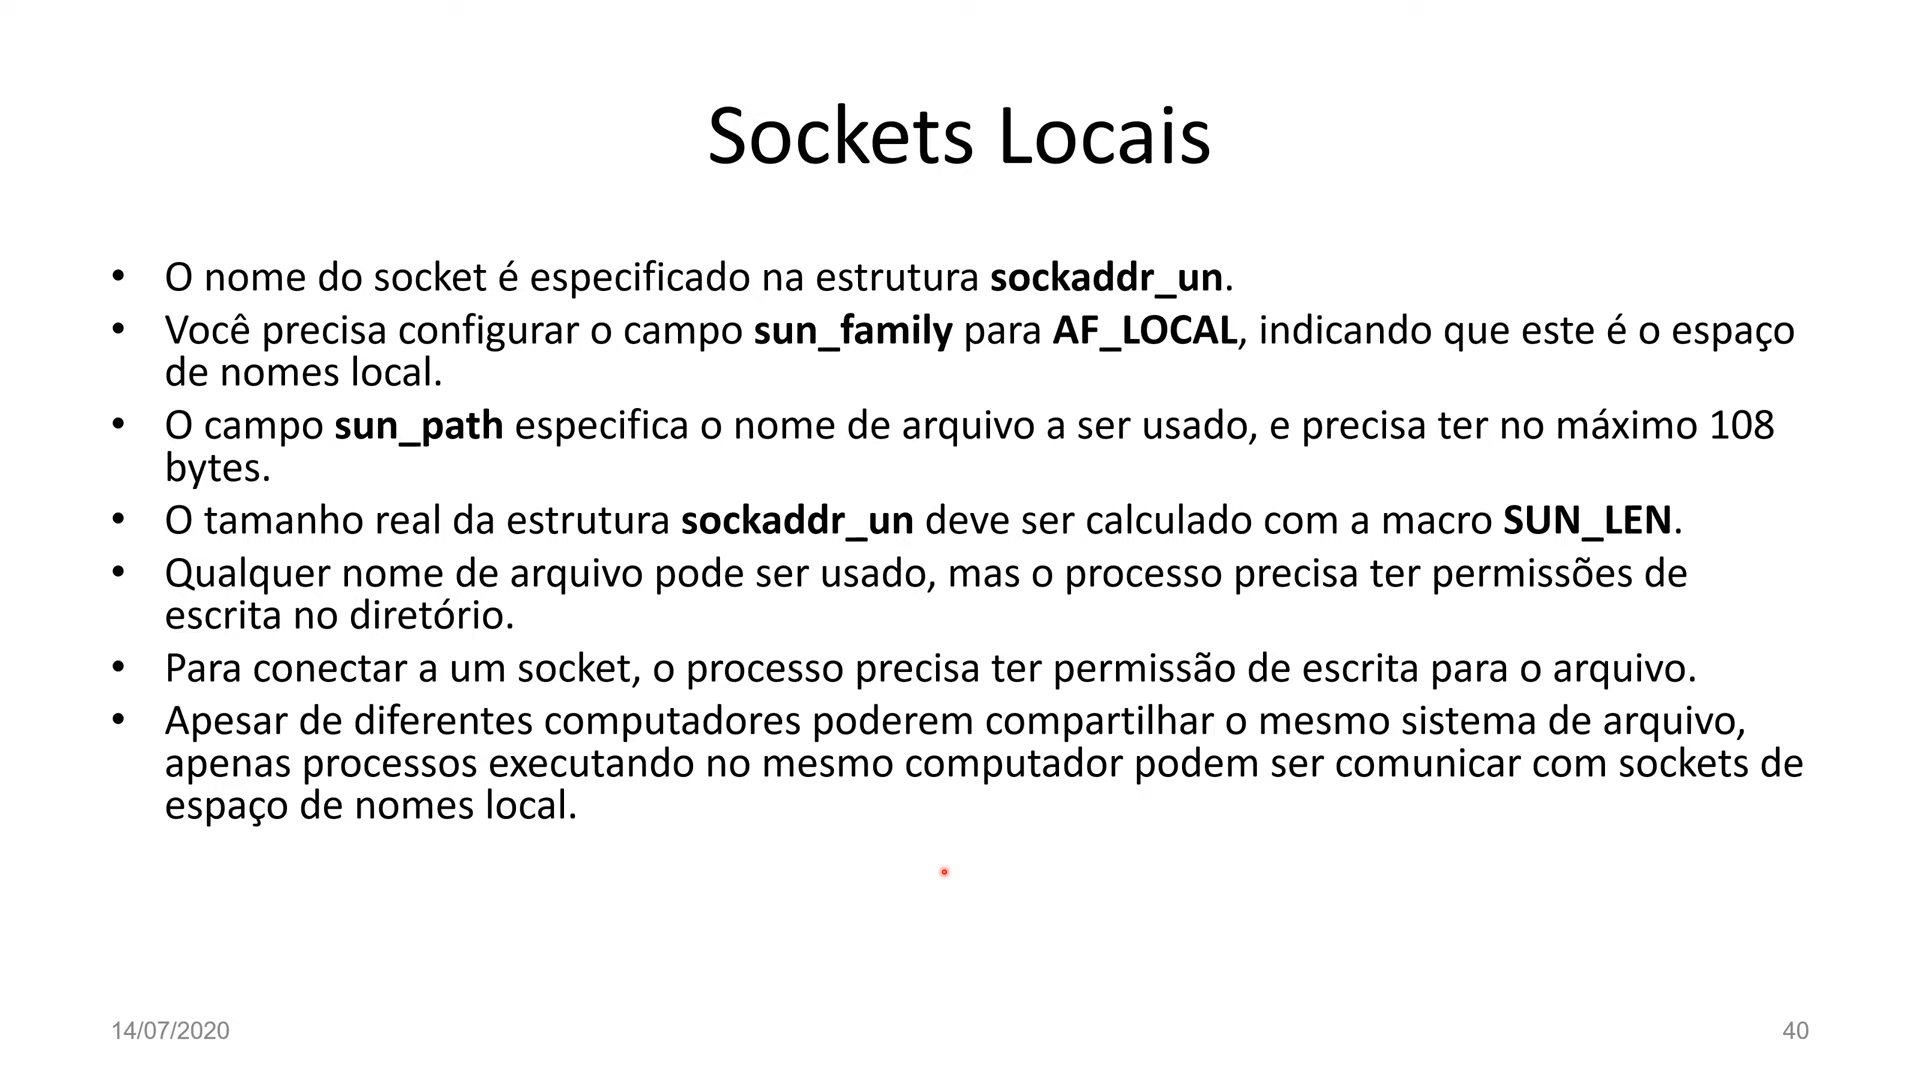 Sockets Locais
• O nome do socket é especificado na estrutura sockaddr_un.
• Você precisa configurar o campo sun_family para AF_LOCAL, indicando que este é o espaço
de nomes local.
• O campo sun_path especifica o nome de arquivo a ser usado, e precisa ter no máximo 108
bytes.
• O tamanho real da estrutura sockaddr_un deve ser calculado com a macro SUN_LEN.
• Qualquer nome de arquivo pode ser usado, mas o processo precisa ter permissões de
escrita no diretório.
• Para conectar a um socket, o processo precisa ter permissão de escrita para o arquivo.
• Apesar de diferentes computadores poderem compartilhar o mesmo sistema de arquivo,
apenas processos executando no mesmo computador podem ser comunicar com sockets de
espaço de nomes local.
14/07/2020
40